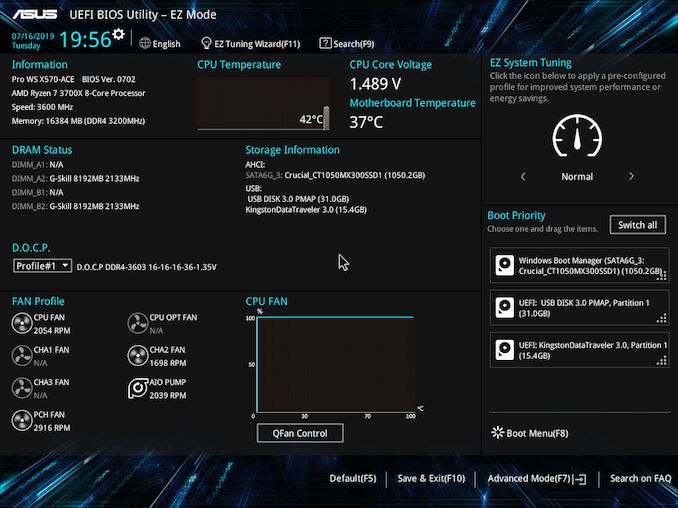 ASUS UEFI BIOS Utility – EZ Mode
07/16/2019
Tuesday
19:56
English
EZ Tuning Wizard(F11)
Search(F9)
Information
Pro WS X570-ACE BIOS Ver. 0702
AMD Ryzen 7 3700X 8-Core Processor
Speed: 3600 MHz
Memory: 16384 MB (DDR4 3200MHz)
CPU Temperature
42°C
CPU Core Voltage
1.489 V
Motherboard Temperature
37°C
EZ System Tuning
Click the icon below to apply a pre-configured
profile for improved system performance or
energy savings.
Normal
DRAM Status
DIMM_A1: N/A
DIMM_A2: G-Skill 8192MB 2133MHz
DIMM_B1: N/A
DIMM_B2: G-Skill 8192MB 2133MHz
Storage Information
AHCI:
SATA6G_3: Crucial_CT1050MX300SSD1 (1050.2GB)
USB:
USB DISK 3.0 PMAP (31.0GB)
KingstonDataTraveler 3.0 (15.4GB)
D.O.C.P.
Profile#1
D.O.C.P DDR4-3603 16-16-16-36-1.35V
Boot Priority
Choose one and drag the items.
Switch all
Windows Boot Manager (SATA6G_3:
Crucial_CT1050MX300SSD1) (1050.2GB)
UEFI: USB DISK 3.0 PMAP, Partition 1
(31.0GB)
UEFI: KingstonDataTraveler 3.0, Partition 1
(15.4GB)
FAN Profile
CPU FAN
2054 RPM
CPU OPT FAN
N/A
CHA1 FAN
N/A
CHA2 FAN
1698 RPM
CHA3 FAN
N/A
AIO PUMP
2039 RPM
PCH FAN
2916 RPM
CPU FAN
%
100
50
0
30
70
100
°C
QFan Control
Boot Menu(F8)
Default(F5)
Save & Exit(F10)
Advanced Mode(F7)
Search on FAQ